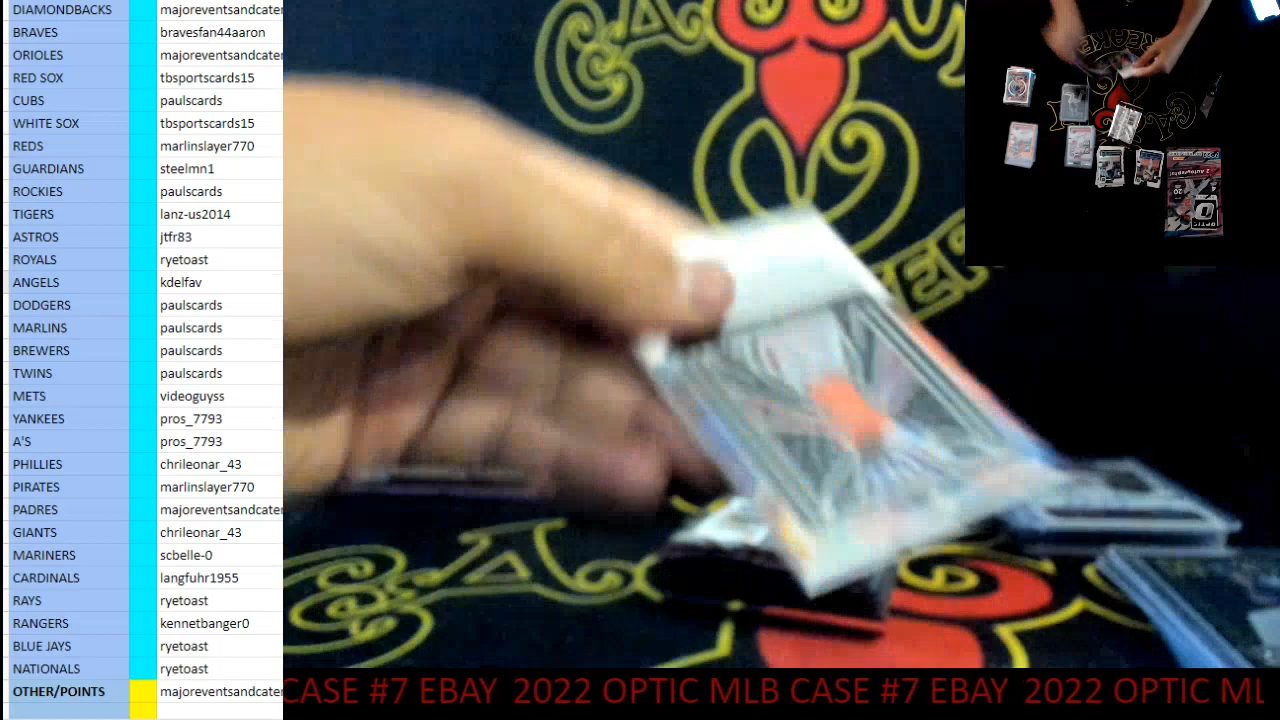 DIAMONDBACKS majoreventsandcater
BRAVES bravesfan44aaron
ORIOLES majoreventsandcater
RED SOX tbsportscards15
CUBS paulscards
WHITE SOX tbsportscards15
REDS marlinslayer770
GUARDIANS steelmn1
ROCKIES paulscards
TIGERS lanz-us2014
ASTROS jtfr83
ROYALS ryetoast
ANGELS kdelfav
DODGERS paulscards
MARLINS paulscards
BREWERS paulscards
TWINS paulscards
METS videoguyss
YANKEES pros_7793
A'S pros_7793
PHILLIES chrileonar_43
PIRATES marlinslayer770
PADRES majoreventsandcater
GIANTS chrileonar_43
MARINERS scbelle-0
CARDINALS langfuhr1955
RAYS ryetoast
RANGERS kennetbanger0
BLUE JAYS ryetoast
NATIONALS ryetoast
OTHER/POINTS majoreventsandcater
CASE #7 EBAY 2022 OPTIC MLB CASE #7 EBAY 2022 OPTIC ML
OPTIC